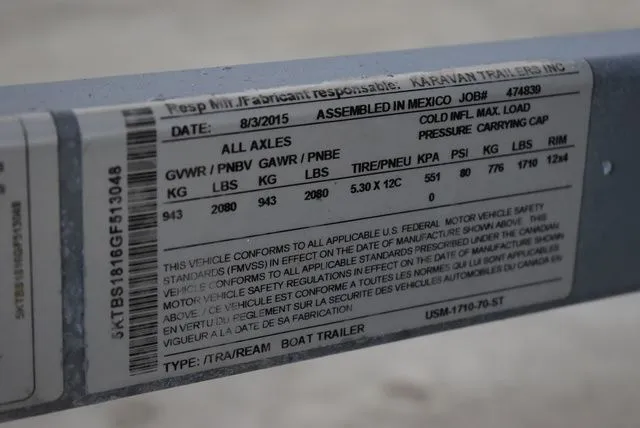 5KTBS1816GF513048
5KTBS1816GF513048
Resp Mfr./Fabricant responsable: KARAVAN TRAILERS INC
DATE: 8/3/2015 ASSEMBLED IN MEXICO JOB# 474839
ALL AXLES COLD INFL. MAX. LOAD
GVWR / PNBV GAWR / PNBE PRESSURE CARRYING CAP
KG LBS KG LBS TIRE/PNEU KPA PSI KG LBS RIM
943 2080 943 2080 5.30 X 12C 551 80 776 1710 12x4
0
THIS VEHICLE CONFORMS TO ALL APPLICABLE U.S. FEDERAL MOTOR VEHICLE SAFETY
STANDARDS (FMVSS) IN EFFECT ON THE DATE OF MANUFACTURE SHOWN ABOVE. THIS
VEHICLE CONFORMS TO ALL APPLICABLE STANDARDS PRESCRIBED UNDER THE CANADIAN
MOTOR VEHICLE SAFETY REGULATIONS IN EFFECT ON THE DATE OF MANUFACTURE SHOWN
ABOVE. / CE VEHICULE EST CONFORME A TOUTES LES NORMES QUI LUI SONT APPLICABLES
EN VERTU DU REGLEMENT SUR LA SECURITE DES VEHICULES AUTOMOBILES DU CANADA EN
VIGUEUR A LA DATE DE SA FABRICATION
TYPE: /TRA/REAM BOAT TRAILER USM-1710-70-ST